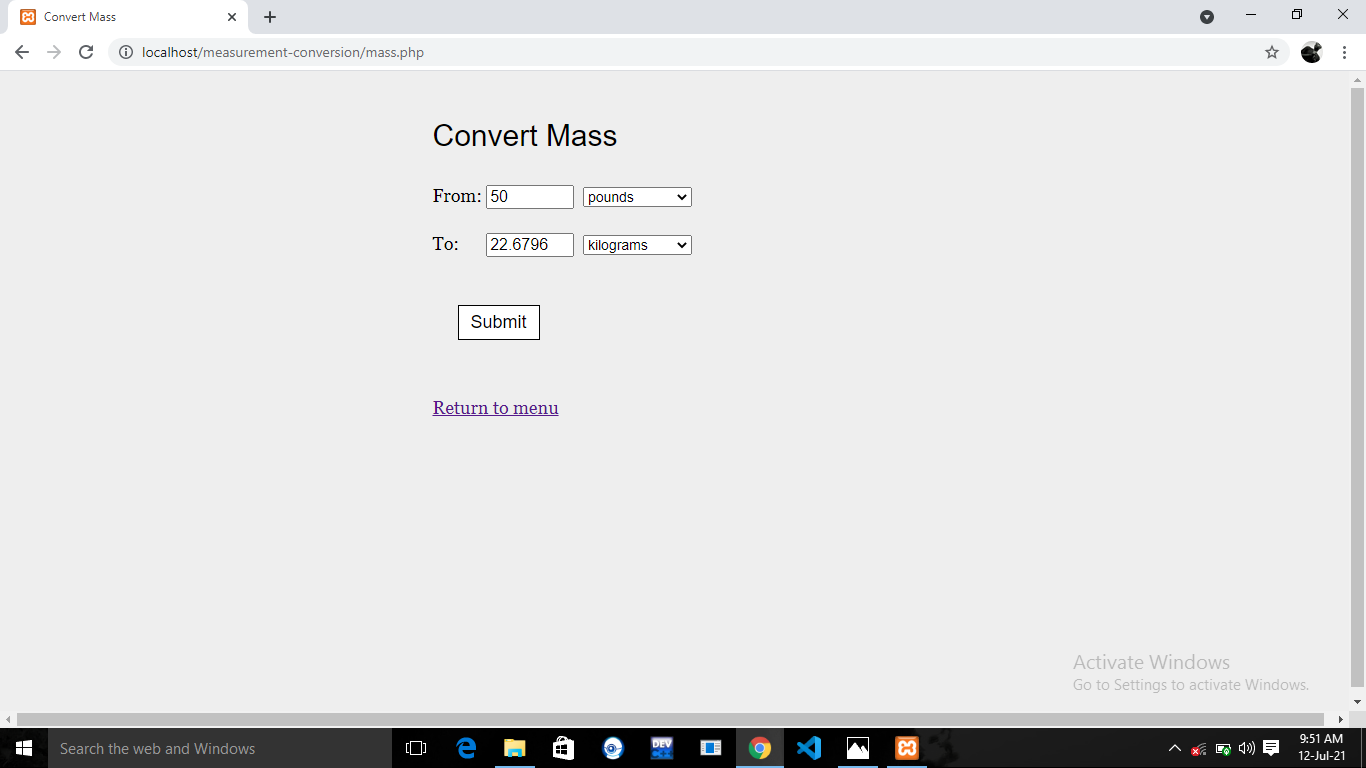 Convert Mass
localhost/measurement-conversion/mass.php
Convert Mass
From: 50 pounds
To: 22.6796 kilograms
Submit
Return to menu
Activate Windows
Go to Settings to activate Windows.
Search the web and Windows
DEV
9:51 AM
12-Jul-21